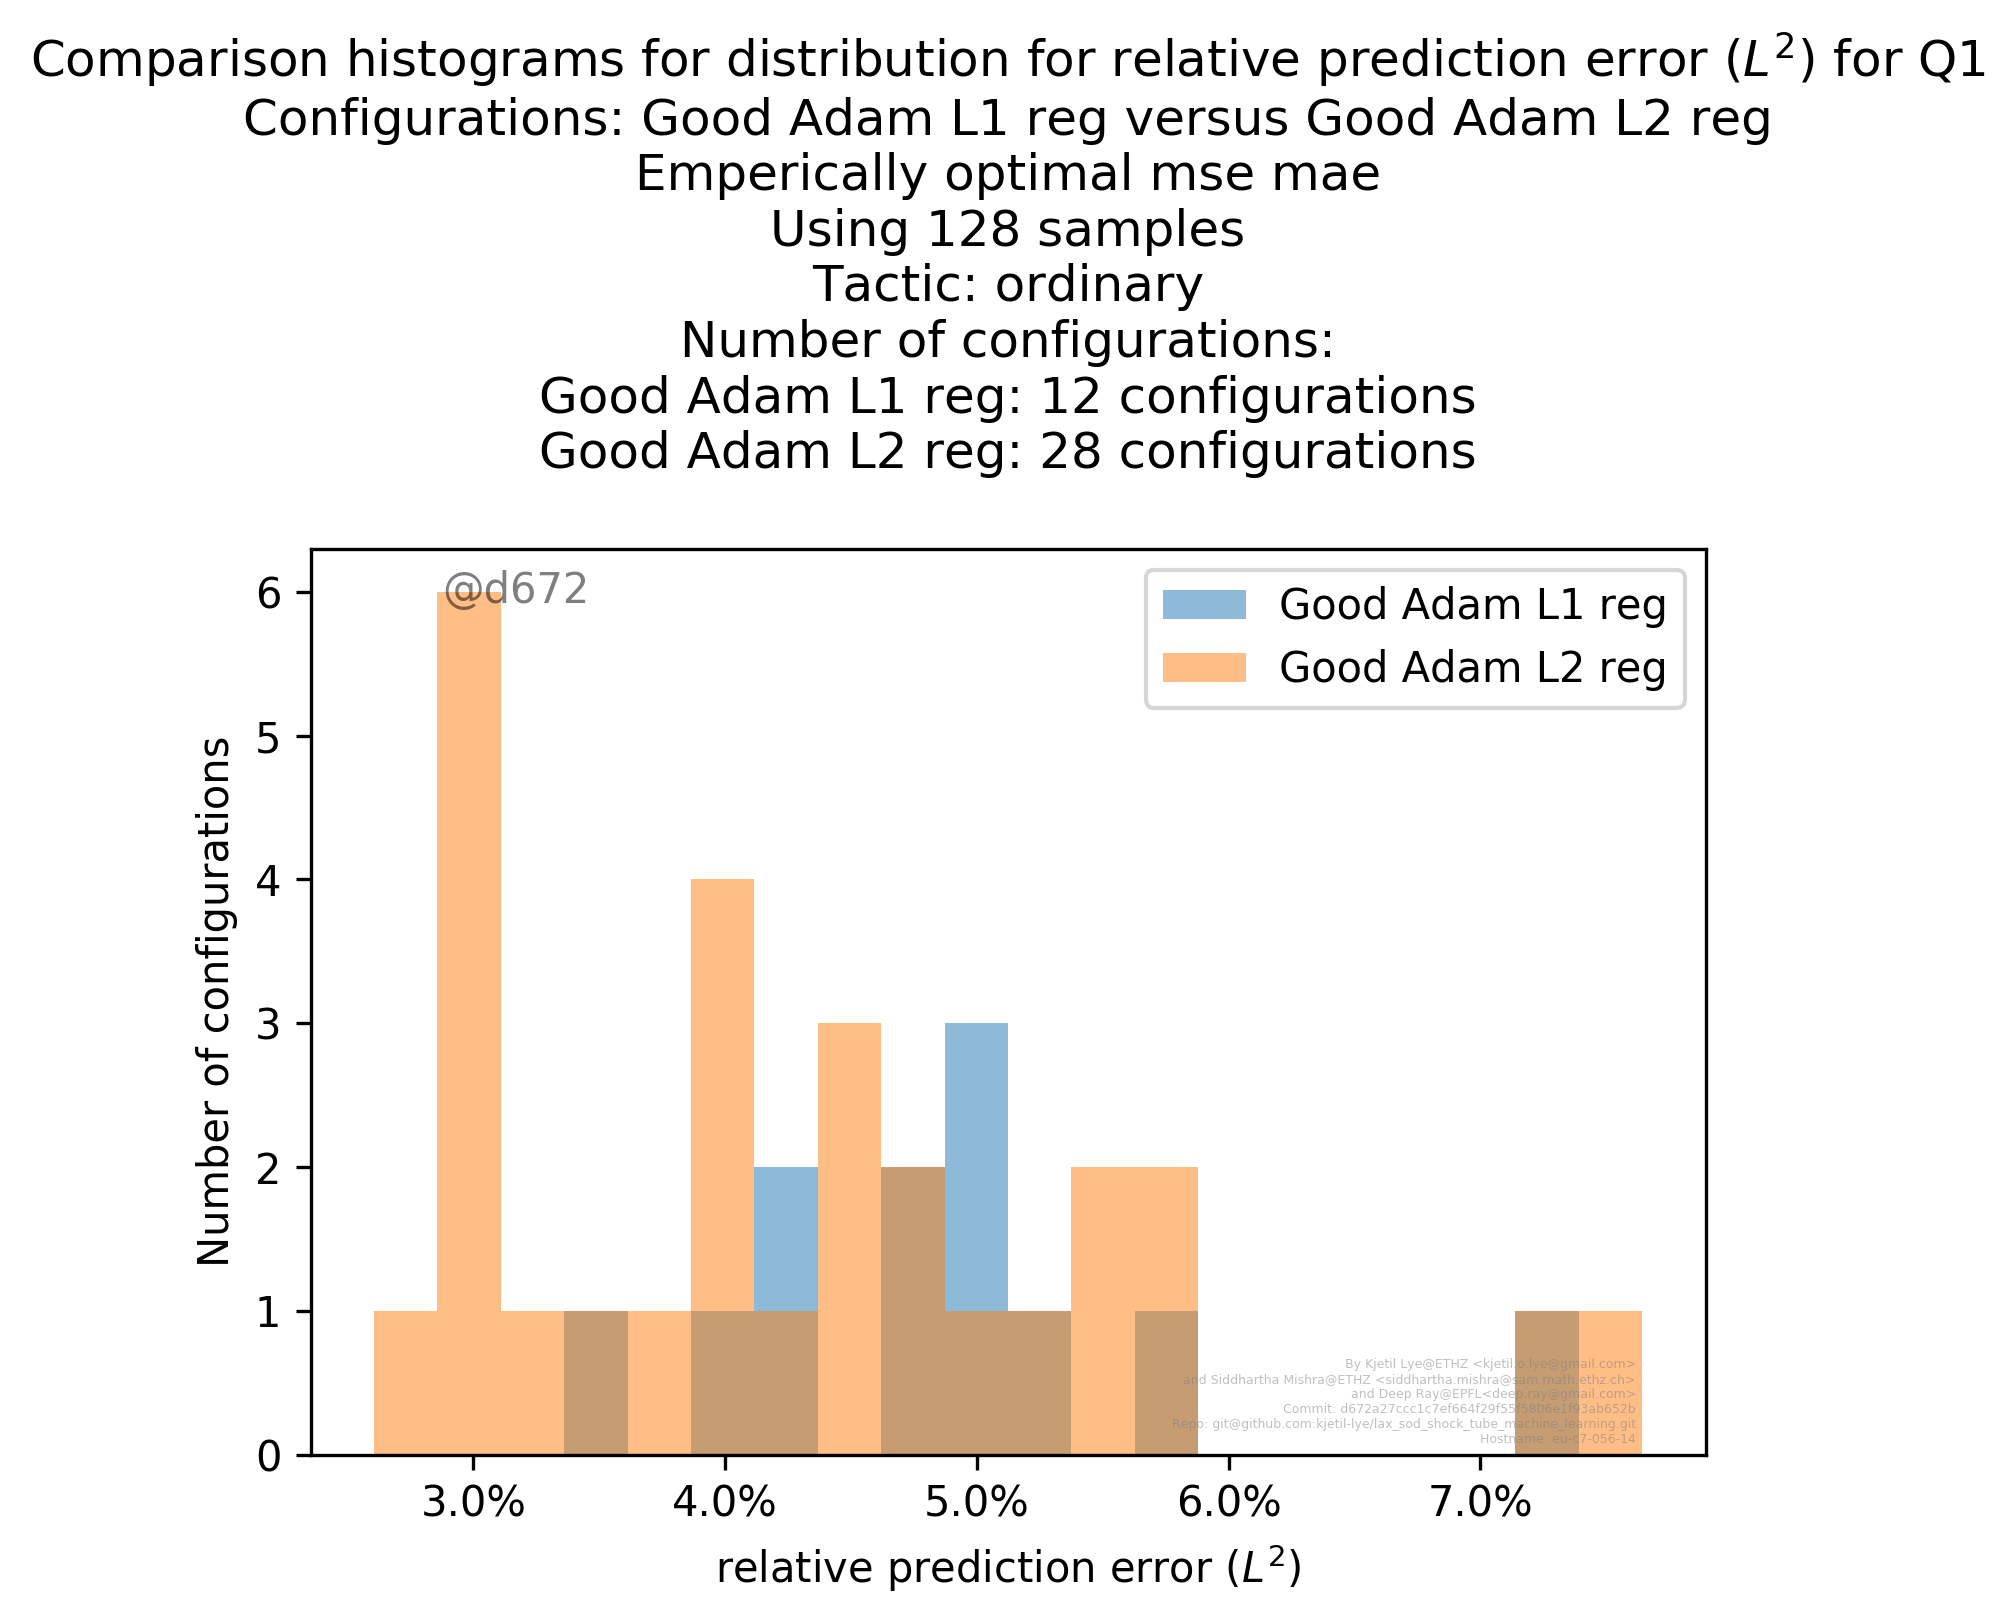 Comparison histograms for distribution for relative prediction error (L²) for Q1
Configurations: Good Adam L1 reg versus Good Adam L2 reg
Emperically optimal mse mae
Using 128 samples
Tactic: ordinary
Number of configurations:
Good Adam L1 reg: 12 configurations
Good Adam L2 reg: 28 configurations
@d672
Good Adam L1 reg
Good Adam L2 reg
Number of configurations
6
5
4
3
2
1
0
By Kjetil Lye@ETHZ <kjetil.o.lye@gmail.com>
and Siddhartha Mishra@ETHZ <siddhartha.mishra@sam.math.ethz.ch>
and Deep Ray@EPFL<deep.ray@gmail.com>
Commit: d672a27ccc1c7ef664f29f55f5806e1f93ab652b
Repo: git@github.com:kjetil-lye/lax_sod_shock_tube_machine_learning.git
Hostname: eu-c7-056-14
3.0% 4.0% 5.0% 6.0% 7.0%
relative prediction error (L²)